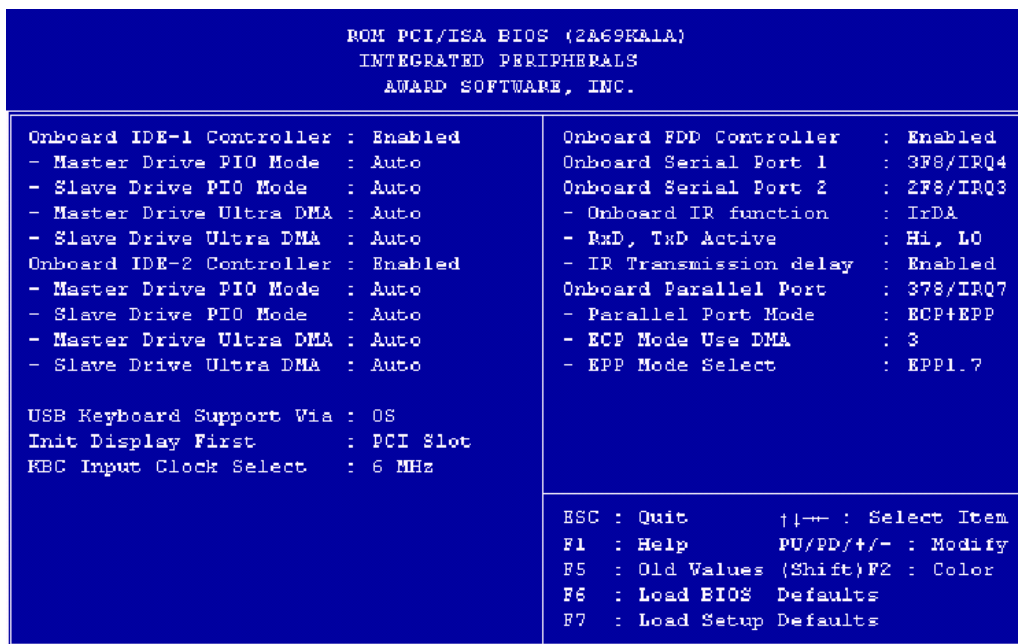 ROM PCI/ISA BIOS (2A69KA1A)
INTEGRATED PERIPHERALS
AWARD SOFTWARE, INC.
Onboard IDE-1 Controller : Enabled
- Master Drive PIO Mode : Auto
- Slave Drive PIO Mode : Auto
- Master Drive Ultra DMA : Auto
- Slave Drive Ultra DMA : Auto
Onboard IDE-2 Controller : Enabled
- Master Drive PIO Mode : Auto
- Slave Drive PIO Mode : Auto
- Master Drive Ultra DMA : Auto
- Slave Drive Ultra DMA : Auto
USB Keyboard Support Via : OS
Init Display First : PCI Slot
KBC Input Clock Select : 6 MHz
Onboard FDD Controller : Enabled
Onboard Serial Port 1 : 3F8/IRQ4
Onboard Serial Port 2 : 2F8/IRQ3
- Onboard IR function : IrDA
- RxD, TxD Active : Hi, LO
- IR Transmission delay : Enabled
Onboard Parallel Port : 378/IRQ7
- Parallel Port Mode : ECP+EPP
- ECP Mode Use DMA : 3
- EPP Mode Select : EPP1.7
ESC : Quit ↑↓→← : Select Item
F1 : Help PU/PD/+/- : Modify
F5 : Old Values (Shift)F2 : Color
F6 : Load BIOS Defaults
F7 : Load Setup Defaults